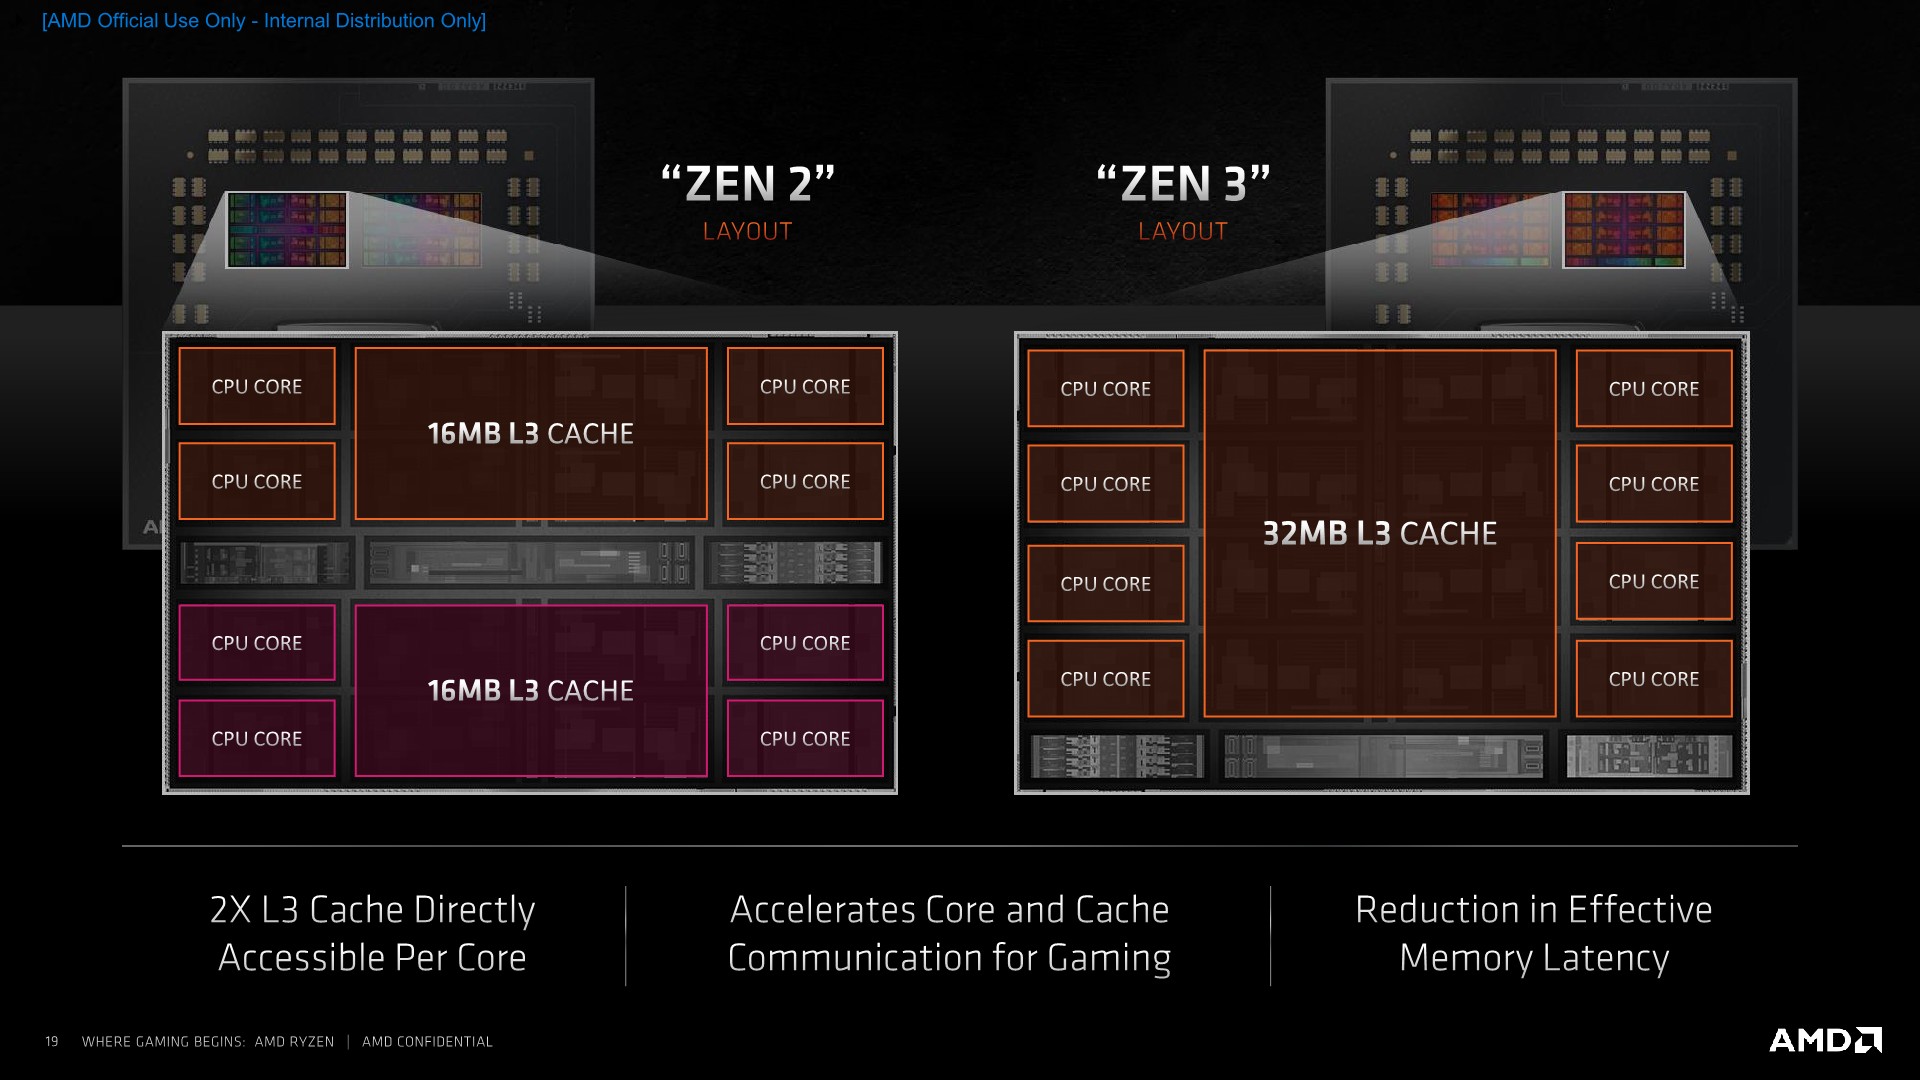 [AMD Official Use Only - Internal Distribution Only]
“ZEN 2”
LAYOUT
“ZEN 3”
LAYOUT
CPU CORE
16MB L3 CACHE
CPU CORE
CPU CORE
CPU CORE
CPU CORE
16MB L3 CACHE
CPU CORE
CPU CORE
CPU CORE
CPU CORE
32MB L3 CACHE
CPU CORE
CPU CORE
CPU CORE
CPU CORE
CPU CORE
CPU CORE
CPU CORE
2X L3 Cache Directly
Accessible Per Core
Accelerates Core and Cache
Communication for Gaming
Reduction in Effective
Memory Latency
19 WHERE GAMING BEGINS: AMD RYZEN | AMD CONFIDENTIAL
AMD